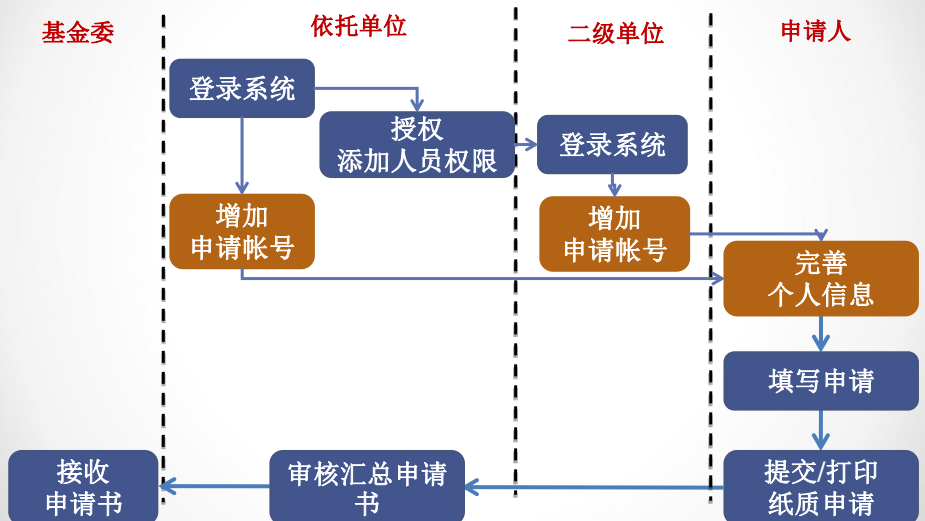 基金委
依托单位
二级单位
申请人
登录系统
授权
添加人员权限
登录系统
增加
申请帐号
增加
申请帐号
完善
个人信息
填写申请
接收
申请书
审核汇总申请
书
提交/打印
纸质申请